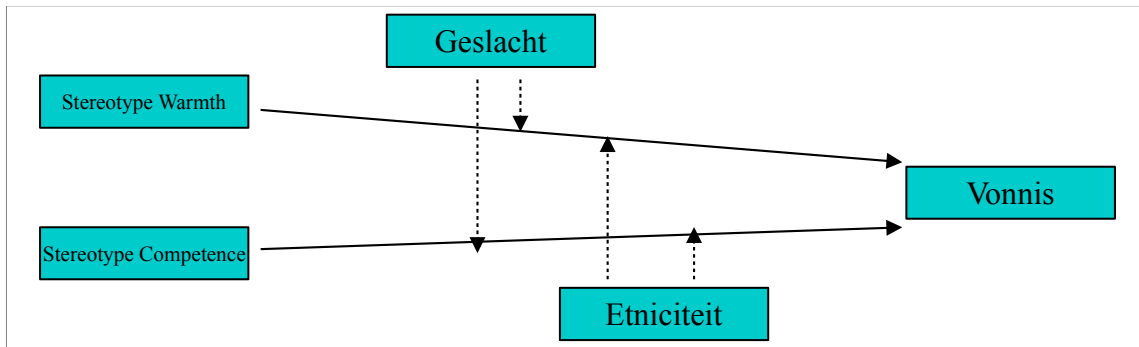 Geslacht
Stereotype Warmth
Vonnis
Stereotype Competence
Etniciteit